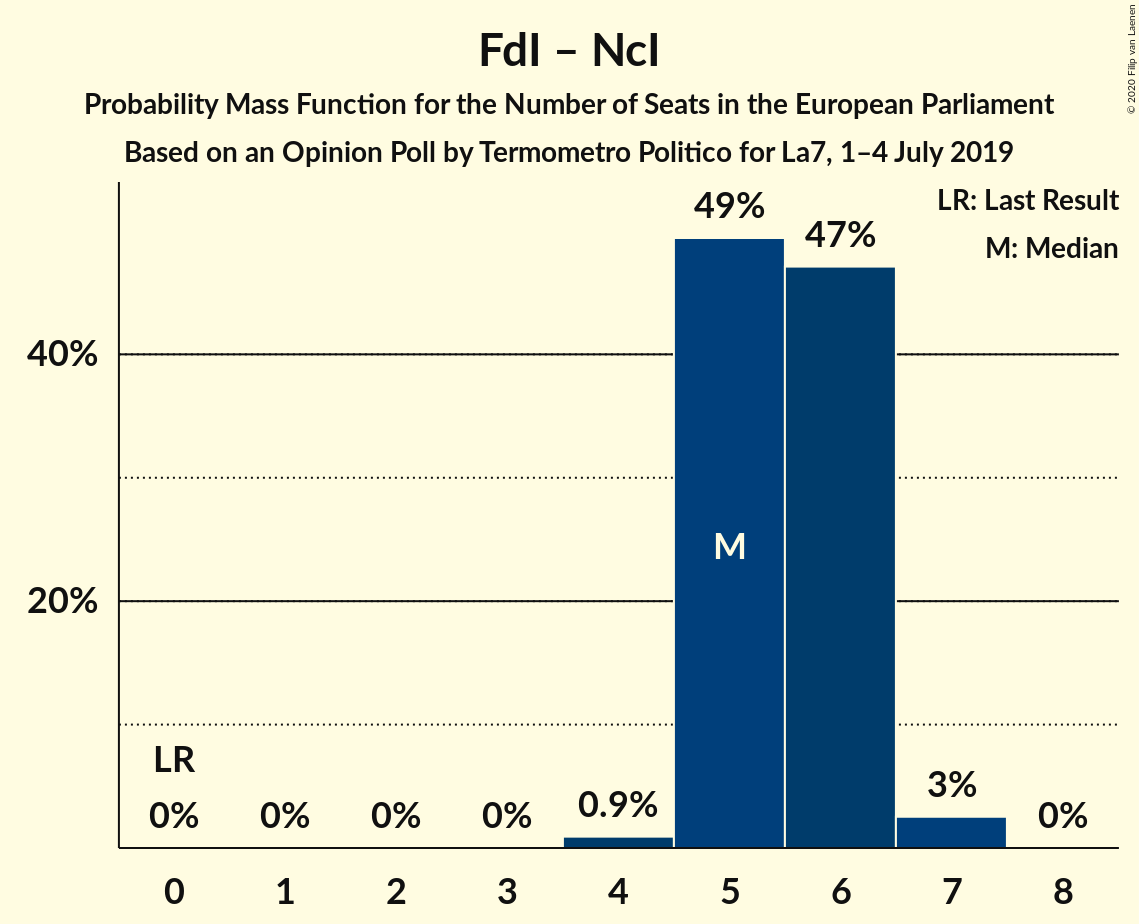 FdI – NcI
Probability Mass Function for the Number of Seats in the European Parliament
Based on an Opinion Poll by Termometro Politico for La7, 1–4 July 2019
© 2020 Filip van Laenen
LR: Last Result
M: Median
49%
47%
40%
M
20%
LR
0% 0% 0% 0% 0.9% 3% 0%
0 1 2 3 4 5 6 7 8